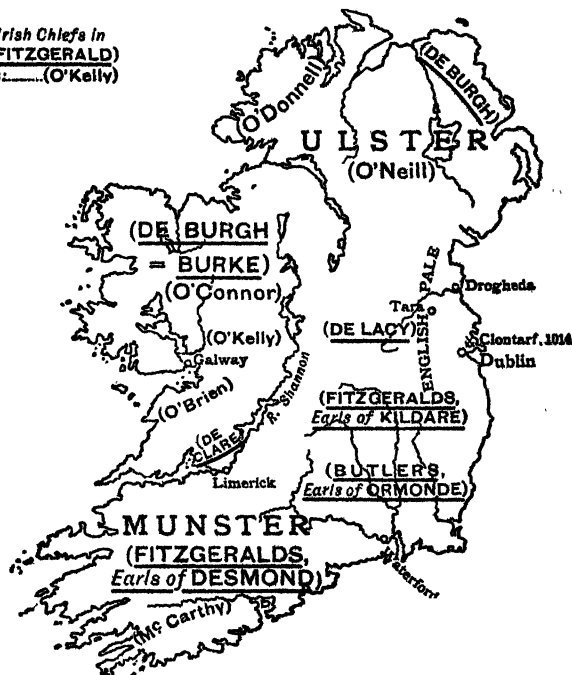 Irish Chiefs in
FITZGERALD)
(O'Kelly)
O'Donnell
(DE BURGH)
ULSTER
(O'Neill)
(DE BURGH
= BURKE)
(O'Connor)
ENGLISH PALE
Drogheda
Tara
(O'Kelly)
(DE LACY)
Clontarf, 1014
Dublin
Galway
R. Shannon
(O'Brien)
(FITZGERALDS,
Earls of KILDARE)
(DE
CLARE)
Limerick
(BUTLERS,
Earls of ORMONDE)
MUNSTER
(FITZGERALDS,
Earls of DESMOND)
Waterford
(McCarthy)